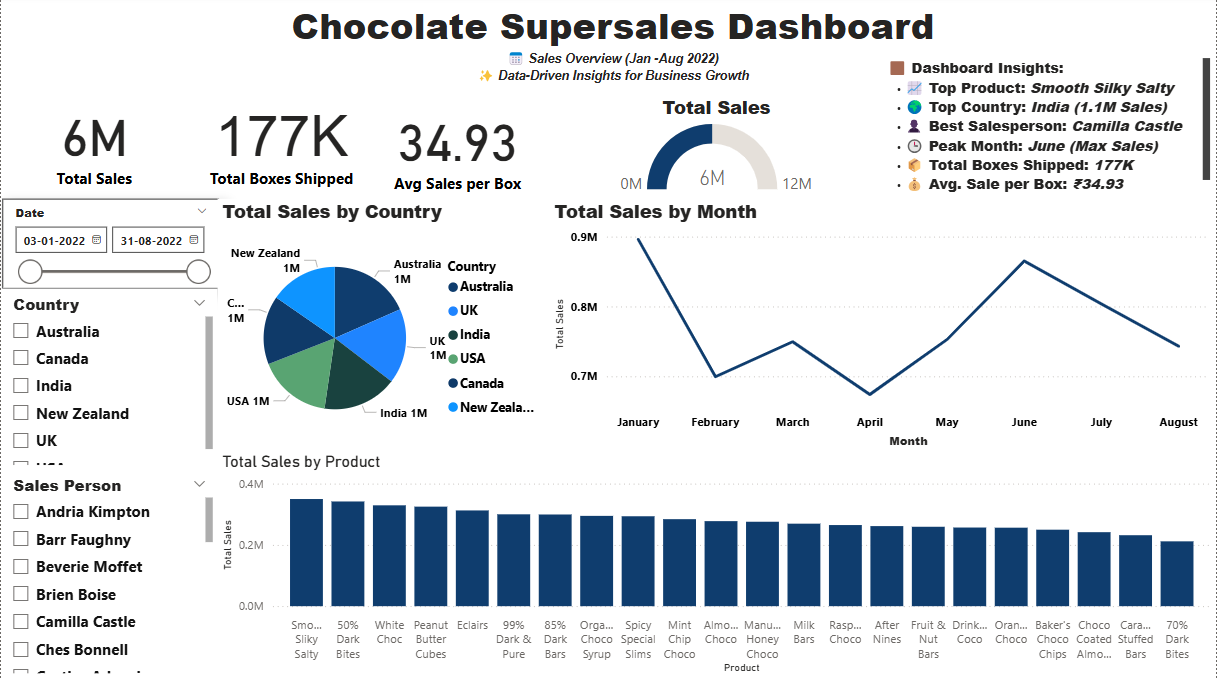 Chocolate Supersales Dashboard
Sales Overview (Jan -Aug 2022)
Data-Driven Insights for Business Growth
Dashboard Insights:
Top Product: Smooth Silky Salty
Top Country: India (1.1M Sales)
Best Salesperson: Camilla Castle
Peak Month: June (Max Sales)
Total Boxes Shipped: 177K
Avg. Sale per Box: ₹34.93
6M
Total Sales
177K
Total Boxes Shipped
34.93
Avg Sales per Box
Total Sales
0M
6M
12M
Date
03-01-2022
31-08-2022
Country
Australia
Canada
India
New Zealand
UK
Sales Person
Andria Kimpton
Barr Faughny
Beverie Moffet
Brien Boise
Camilla Castle
Ches Bonnell
Total Sales by Country
New Zealand
1M
Australia
1M
C...
1M
UK
1M
USA 1M
India 1M
Country
Australia
UK
India
USA
Canada
New Zeala...
Total Sales by Month
Total Sales
0.9M
0.8M
0.7M
January February March April May June July August
Month
Total Sales by Product
Total Sales
0.4M
0.2M
0.0M
Smo... Silky Salty
50% Dark Bites
White Choc
Peanut Butter Cubes
Eclairs
99% Dark & Pure
85% Dark Bars
Orga... Choco Syrup
Spicy Special Slims
Mint Chip Choco
Almo... Choco
Manu... Honey Choco
Milk Bars
Rasp... Choco
After Nines
Fruit & Nut Bars
Drink... Coco
Oran... Choco
Baker's Choco Chips
Choco Coated Almo...
Cara... Stuffed Bars
70% Dark Bites
Product